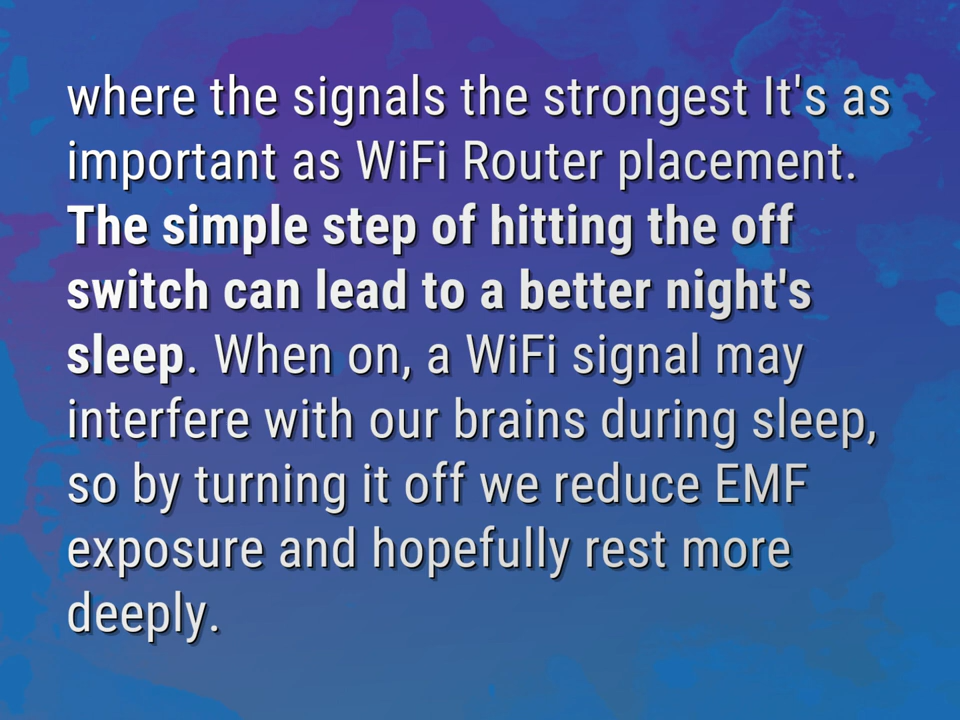 where the signals the strongest It's as
important as WiFi Router placement.
The simple step of hitting the off
switch can lead to a better night's
sleep. When on, a WiFi signal may
interfere with our brains during sleep,
so by turning it off we reduce EMF
exposure and hopefully rest more
deeply.